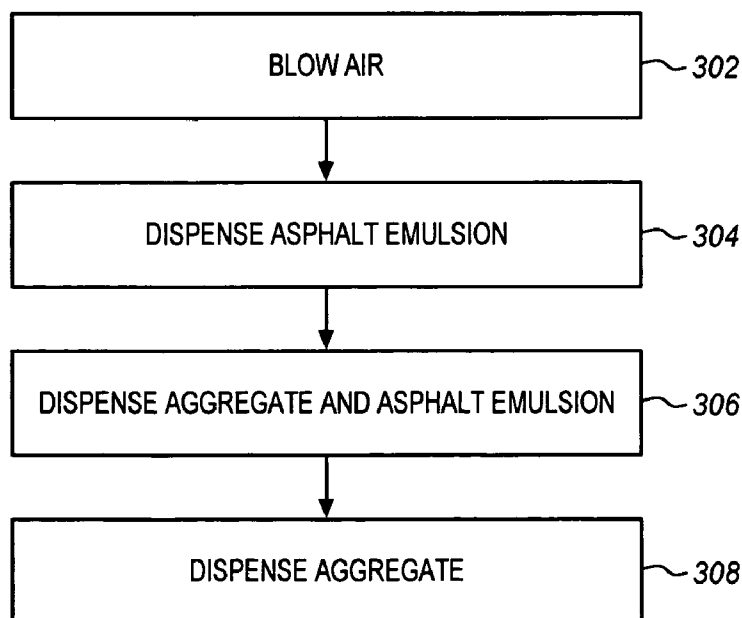 BLOW AIR
302
DISPENSE ASPHALT EMULSION
304
DISPENSE AGGREGATE AND ASPHALT EMULSION
306
DISPENSE AGGREGATE
308